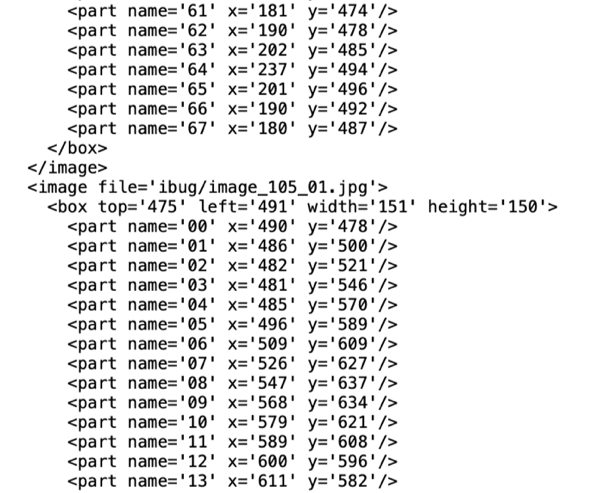 <part name='61' x='181' y='474'/>
<part name='62' x='190' y='478'/>
<part name='63' x='202' y='485'/>
<part name='64' x='237' y='494'/>
<part name='65' x='201' y='496'/>
<part name='66' x='190' y='492'/>
<part name='67' x='180' y='487'/>
</box>
</image>
<image file='ibug/image_105_01.jpg'>
<box top='475' left='491' width='151' height='150'>
<part name='00' x='490' y='478'/>
<part name='01' x='486' y='500'/>
<part name='02' x='482' y='521'/>
<part name='03' x='481' y='546'/>
<part name='04' x='485' y='570'/>
<part name='05' x='496' y='589'/>
<part name='06' x='509' y='609'/>
<part name='07' x='526' y='627'/>
<part name='08' x='547' y='637'/>
<part name='09' x='568' y='634'/>
<part name='10' x='579' y='621'/>
<part name='11' x='589' y='608'/>
<part name='12' x='600' y='596'/>
<part name='13' x='611' y='582'/>